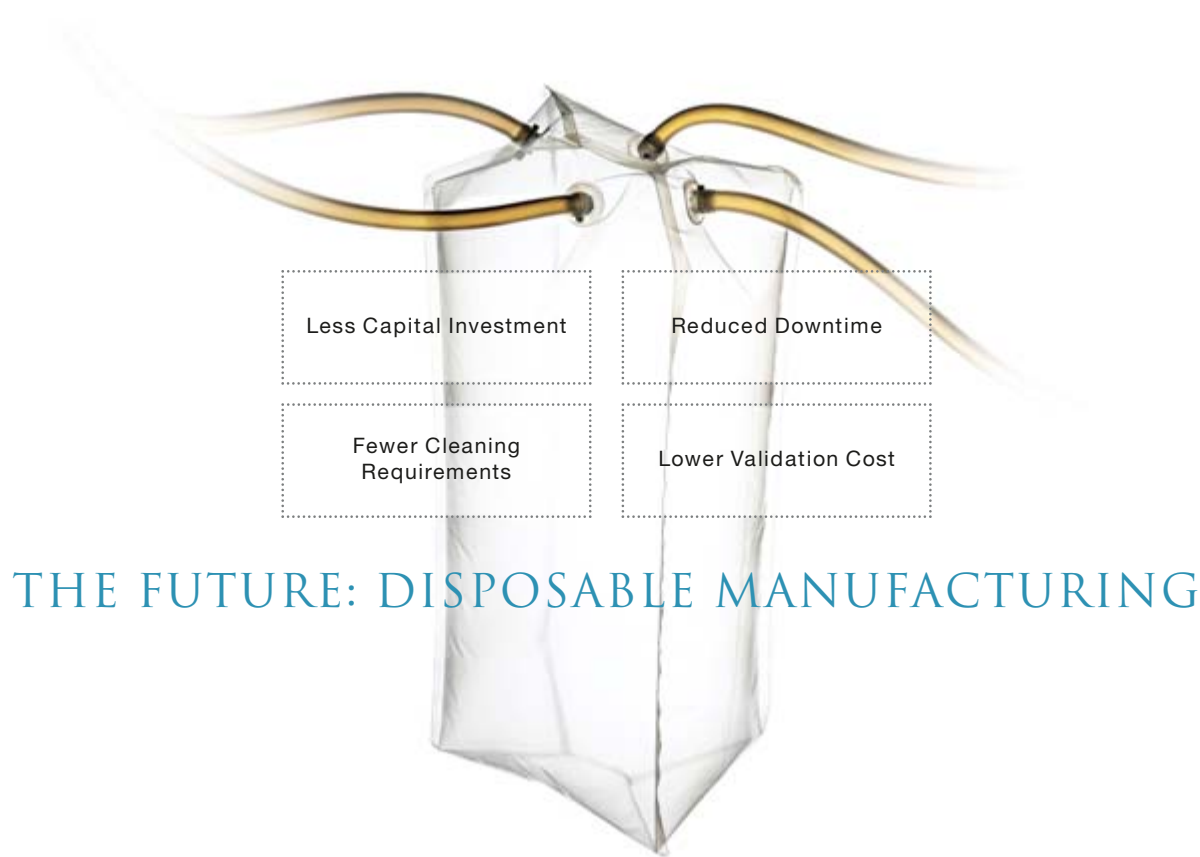 Less Capital Investment
Reduced Downtime
Fewer Cleaning
Requirements
Lower Validation Cost
THE FUTURE: DISPOSABLE MANUFACTURING